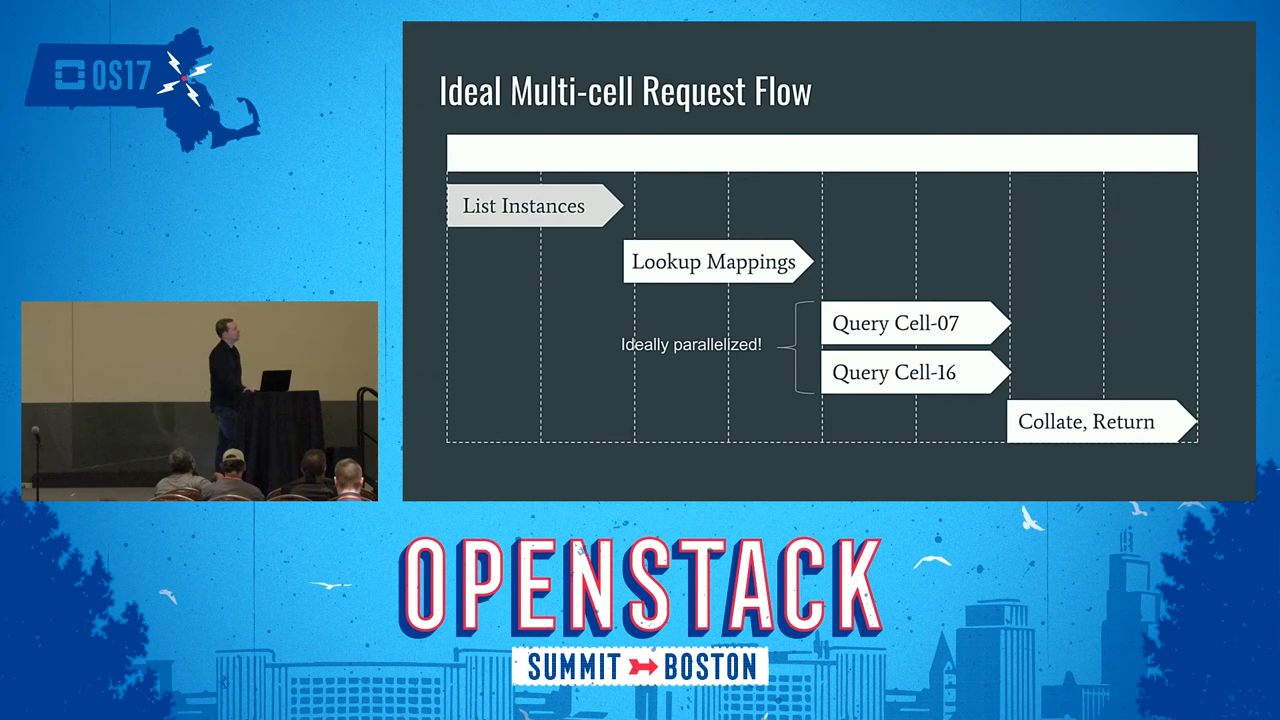 OS17
Ideal Multi-cell Request Flow
List Instances
Lookup Mappings
Ideally parallelized!
Query Cell-07
Query Cell-16
Collate, Return
OPENSTACK
SUMMIT BOSTON